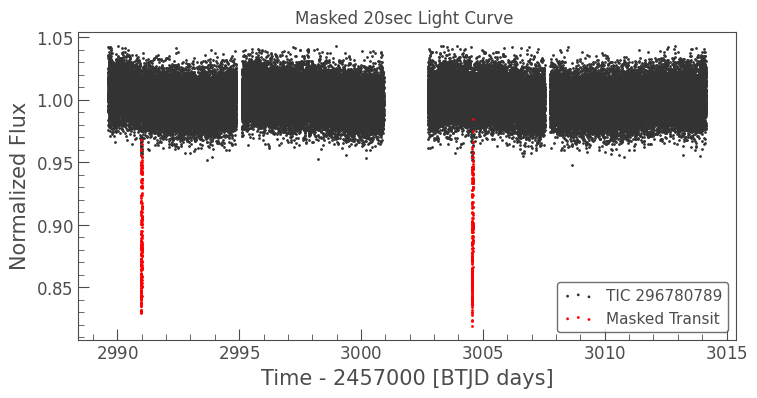 Masked 20sec Light Curve
Normalized Flux
1.05
1.00
0.95
0.90
0.85
2990
2995
3000
3005
3010
3015
Time - 2457000 [BTJD days]
TIC 296780789
Masked Transit